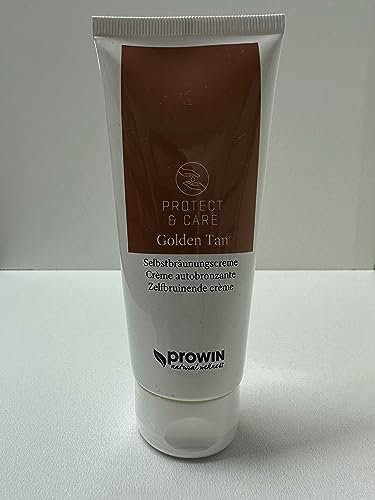 PROTECT
& CARE
Golden Tan
Selbstbräunungscreme
Crème autobronzante
Zelfbruinende crème
prowin
natural wellness